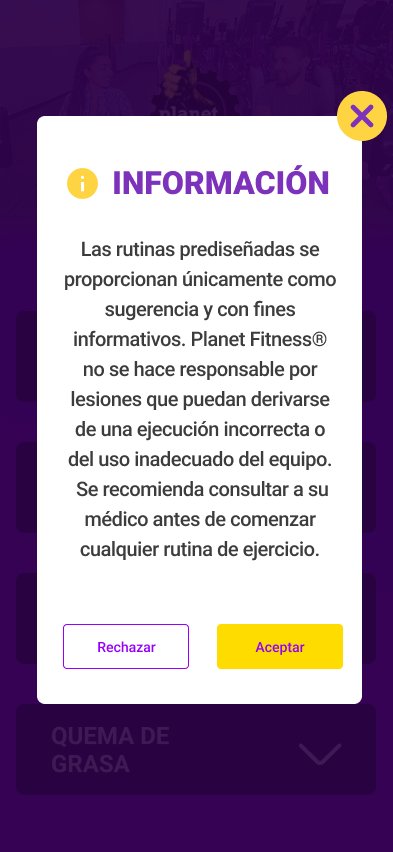 planet
INFORMACIÓN
Las rutinas prediseñadas se
proporcionan únicamente como
sugerencia y con fines
informativos. Planet Fitness®
no se hace responsable por
lesiones que puedan derivarse
de una ejecución incorrecta o
del uso inadecuado del equipo.
Se recomienda consultar a su
médico antes de comenzar
cualquier rutina de ejercicio.
Rechazar
Aceptar
QUEMA DE
GRASA